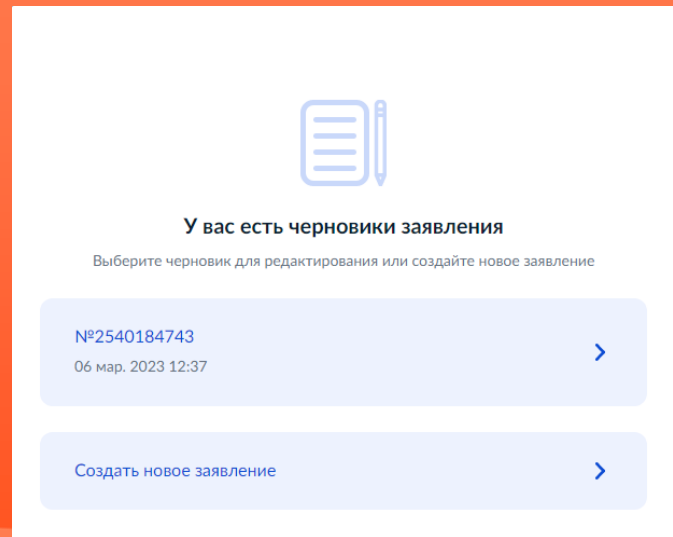 У вас есть черновики заявления
Выберите черновик для редактирования или создайте новое заявление
№2540184743
06 мар. 2023 12:37
Создать новое заявление